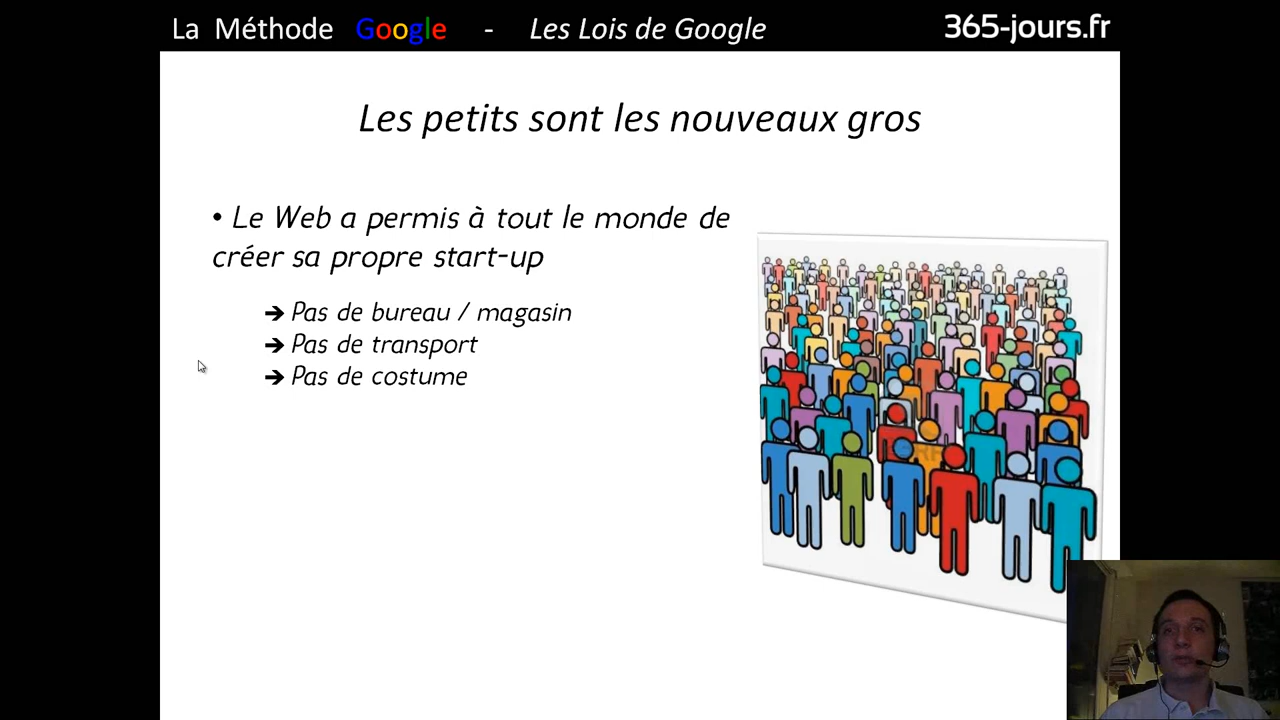 La Méthode Google - Les Lois de Google 365-jours.fr
Les petits sont les nouveaux gros
• Le Web a permis à tout le monde de
créer sa propre start-up
➔ Pas de bureau / magasin
➔ Pas de transport
➔ Pas de costume